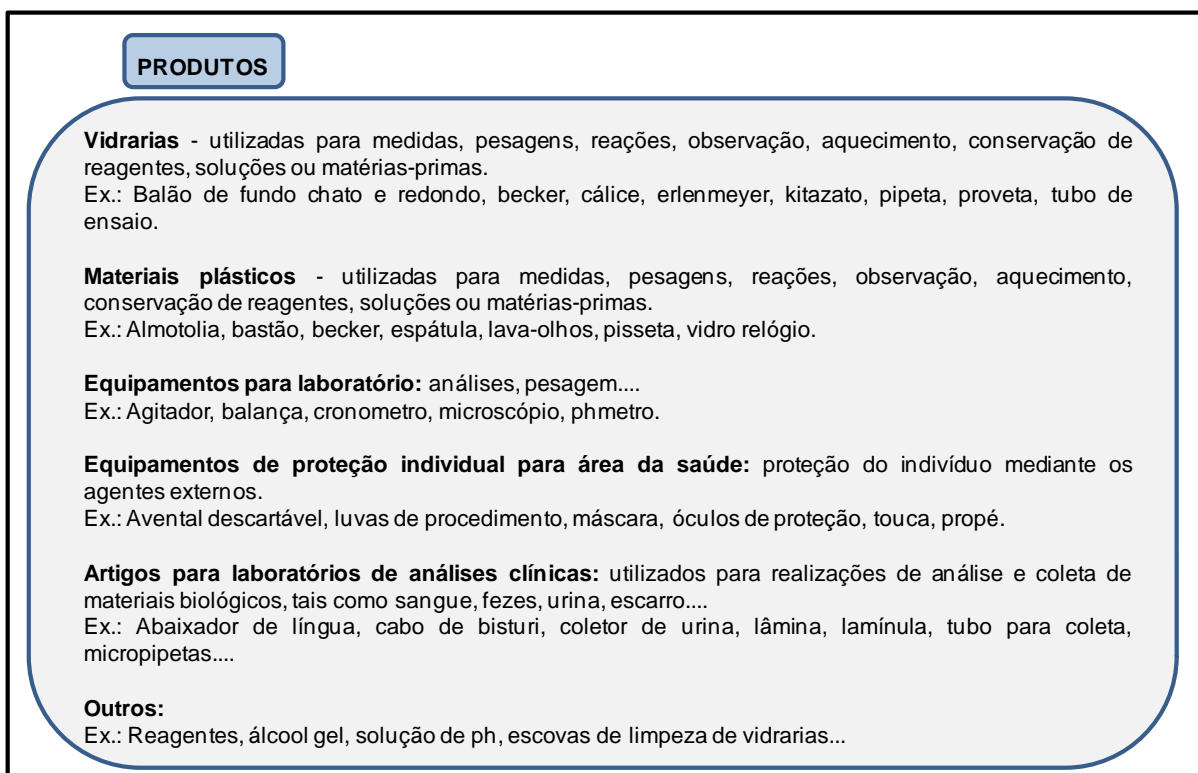 PRODUTOS
Vidrarias - utilizadas para medidas, pesagens, reações, observação, aquecimento, conservação de
reagentes, soluções ou matérias-primas.
Ex.: Balão de fundo chato e redondo, becker, cálice, erlenmeyer, kitazato, pipeta, proveta, tubo de
ensaio.
Materiais plásticos - utilizadas para medidas, pesagens, reações, observação, aquecimento,
conservação de reagentes, soluções ou matérias-primas.
Ex.: Almotolia, bastão, becker, espátula, lava-olhos, pisseta, vidro relógio.
Equipamentos para laboratório: análises, pesagem....
Ex.: Agitador, balança, cronometro, microscópio, phmetro.
Equipamentos de proteção individual para área da saúde: proteção do indivíduo mediante os
agentes externos.
Ex.: Avental descartável, luvas de procedimento, máscara, óculos de proteção, touca, propé.
Artigos para laboratórios de análises clínicas: utilizados para realizações de análise e coleta de
materiais biológicos, tais como sangue, fezes, urina, escarro....
Ex.: Abaixador de língua, cabo de bisturi, coletor de urina, lâmina, lamínula, tubo para coleta,
micropipetas....
Outros:
Ex.: Reagentes, álcool gel, solução de ph, escovas de limpeza de vidrarias...